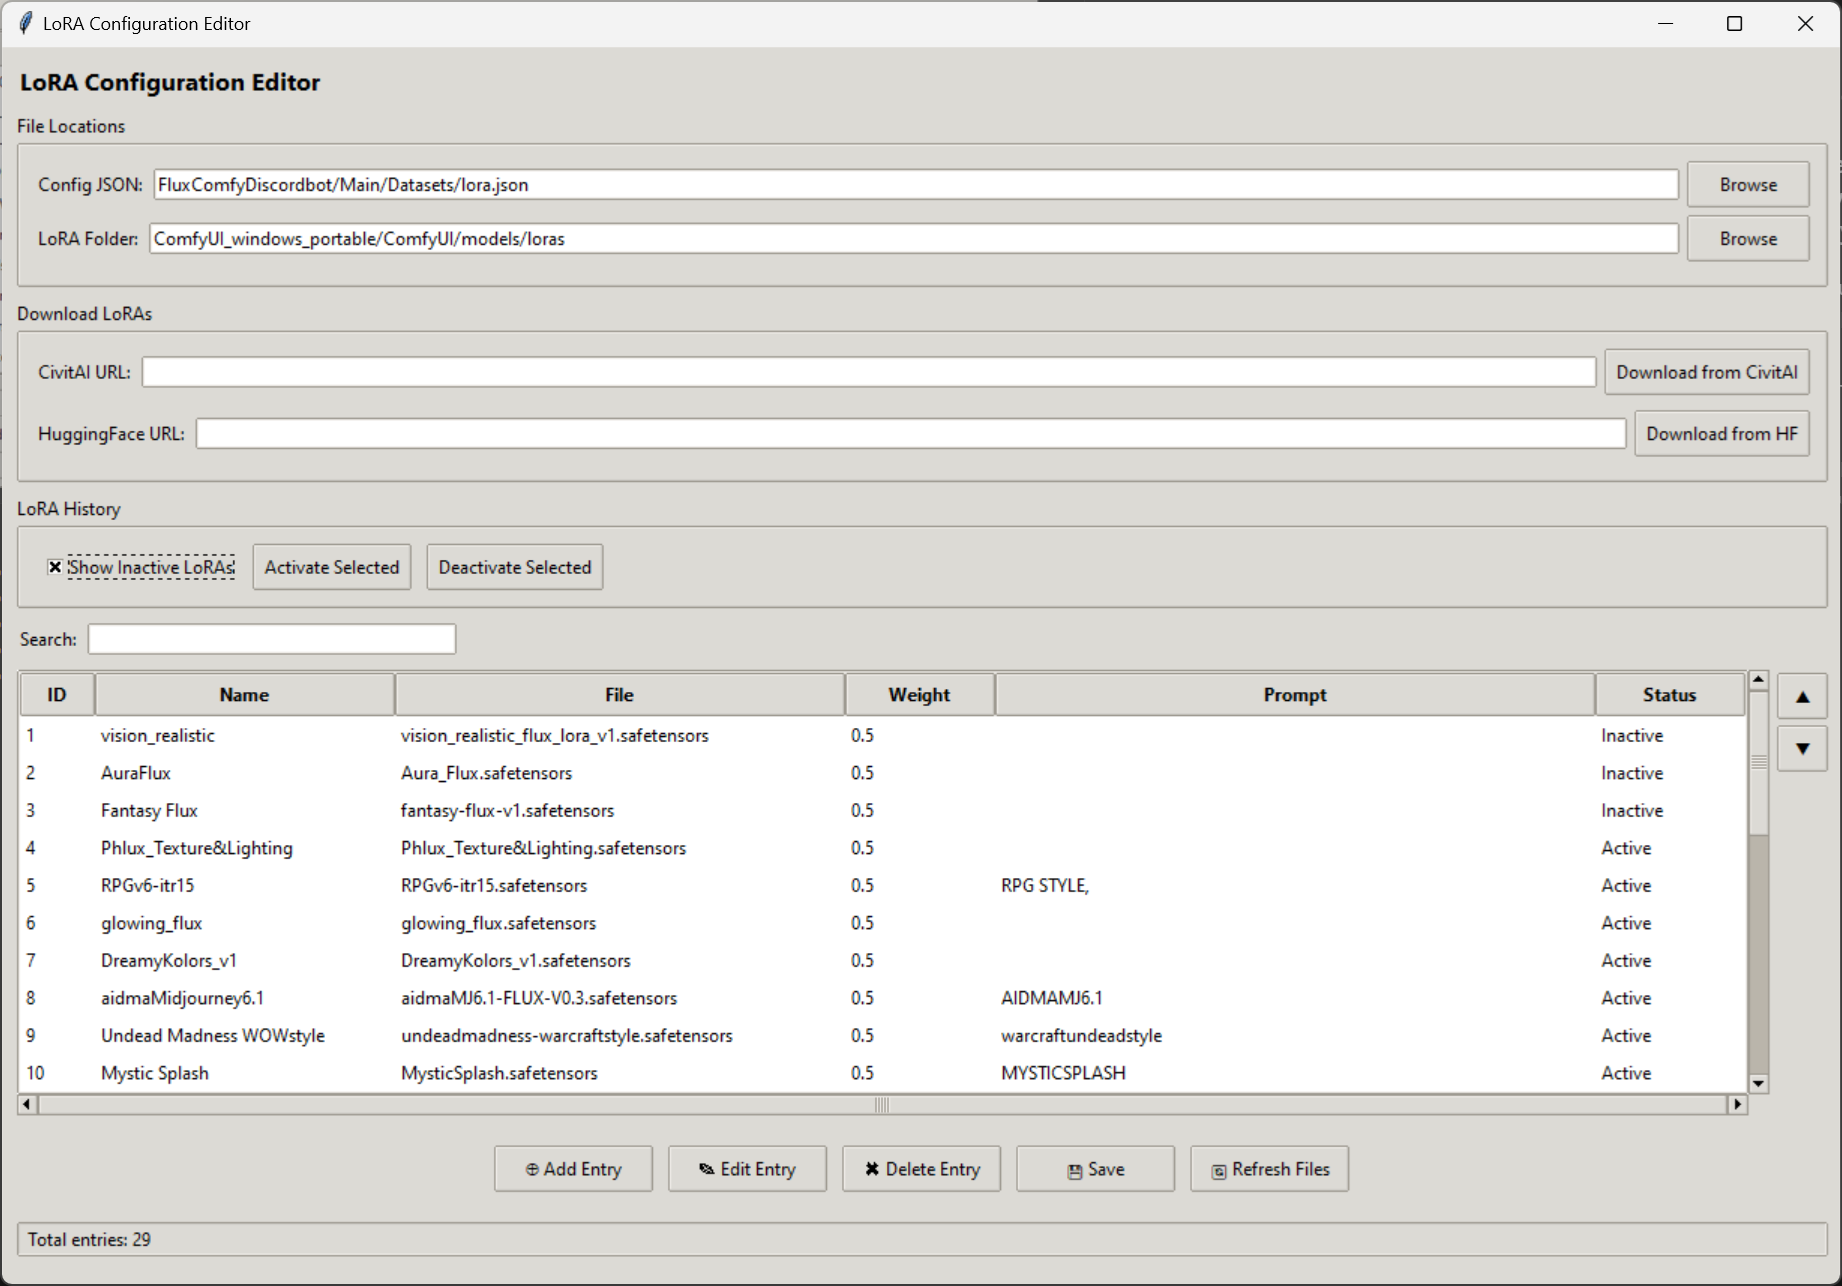 LoRA Configuration Editor
LoRA Configuration Editor
File Locations
Config JSON: FluxComfyDiscordbot/Main/Datasets/lora.json Browse
LoRA Folder: ComfyUI_windows_portable/ComfyUI/models/loras Browse
Download LoRAs
CivitAI URL: Download from CivitAI
HuggingFace URL: Download from HF
LoRA History
Show Inactive LoRAs Activate Selected Deactivate Selected
Search:
ID Name File Weight Prompt Status
1 vision_realistic vision_realistic_flux_lora_v1.safetensors 0.5 Inactive
2 AuraFlux Aura_Flux.safetensors 0.5 Inactive
3 Fantasy Flux fantasy-flux-v1.safetensors 0.5 Inactive
4 Phlux_Texture&Lighting Phlux_Texture&Lighting.safetensors 0.5 Active
5 RPGv6-itr15 RPGv6-itr15.safetensors 0.5 RPG STYLE, Active
6 glowing_flux glowing_flux.safetensors 0.5 Active
7 DreamyKolors_v1 DreamyKolors_v1.safetensors 0.5 Active
8 aidmaMidjourney6.1 aidmaMJ6.1-FLUX-V0.3.safetensors 0.5 AIDMAMJ6.1 Active
9 Undead Madness WOWstyle undeadmadness-warcraftstyle.safetensors 0.5 warcraftundeadstyle Active
10 Mystic Splash MysticSplash.safetensors 0.5 MYSTICSPLASH Active
Add Entry Edit Entry Delete Entry Save Refresh Files
Total entries: 29